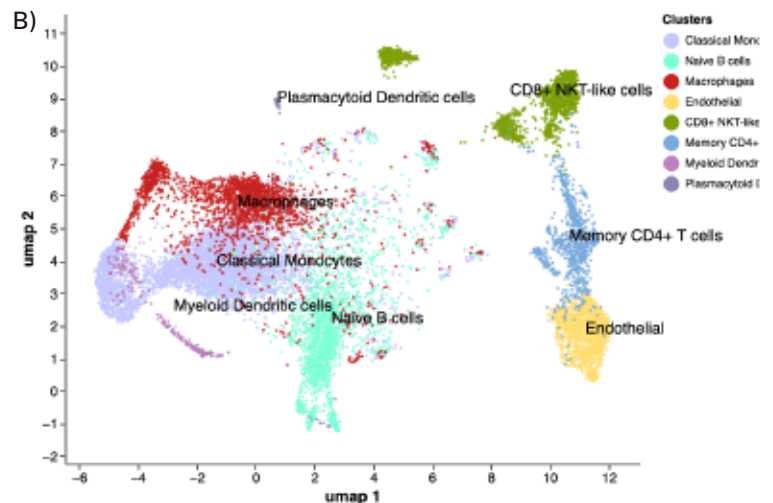 B)
Clusters
Classical Mono
Naive B cells
Macrophages
Endothelial
CD8+ NKT-like
Memory CD4+
Myeloid Dendr
Plasmacytoid D
umap 2
11
10
9
8
7
6
5
4
3
2
1
0
−1
−2
Plasmacytoid Dendritic cells
CD8+ NKT-like cells
Macrophages
Memory CD4+ T cells
Classical Monocytes
Myeloid Dendritic cells
Naive B cells
Endothelial
−6 −4 −2 0 2 4 6 8 10 12
umap 1